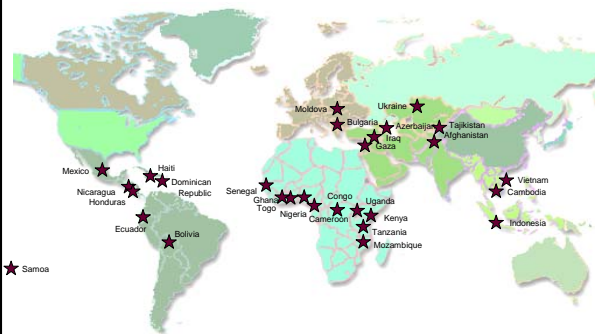 Ukraine
Moldova
Bulgaria
Azerbaijan
Tajikistan
Afghanistan
Iraq
Gaza
Mexico
Haiti
Dominican
Republic
Nicaragua
Honduras
Senegal
Ghana
Togo
Nigeria
Cameroon
Congo
Uganda
Kenya
Tanzania
Mozambique
Vietnam
Cambodia
Indonesia
Ecuador
Bolivia
Samoa